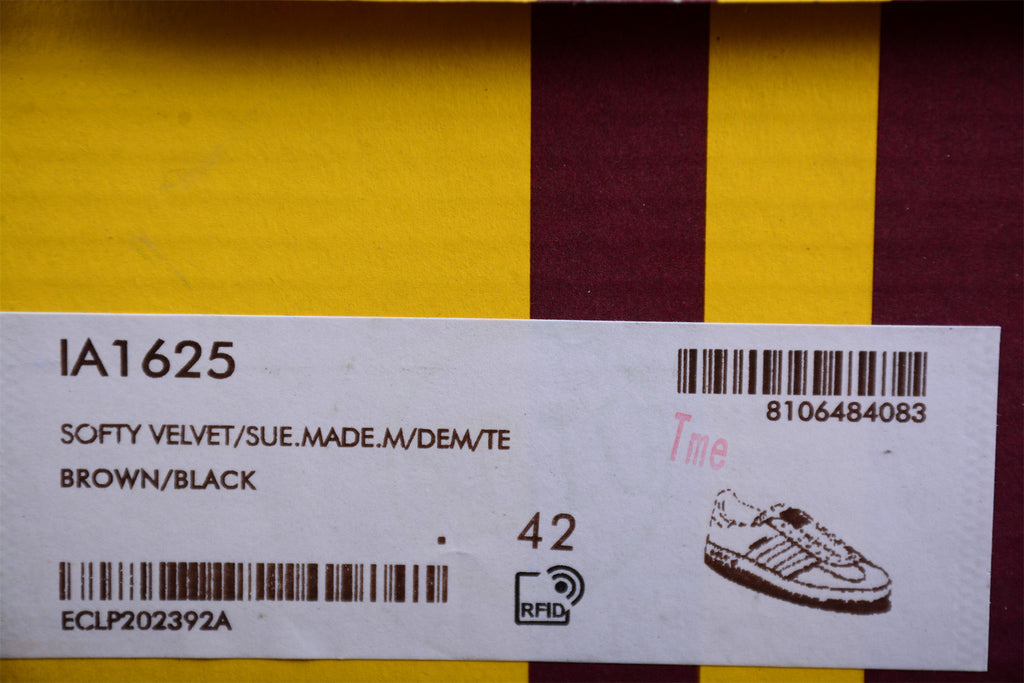 IA1625
8106484083
Tme
SOFTY VELVET/SUE.MADE.M/DEM/TE
BROWN/BLACK
42
RFID
ECLP202392A